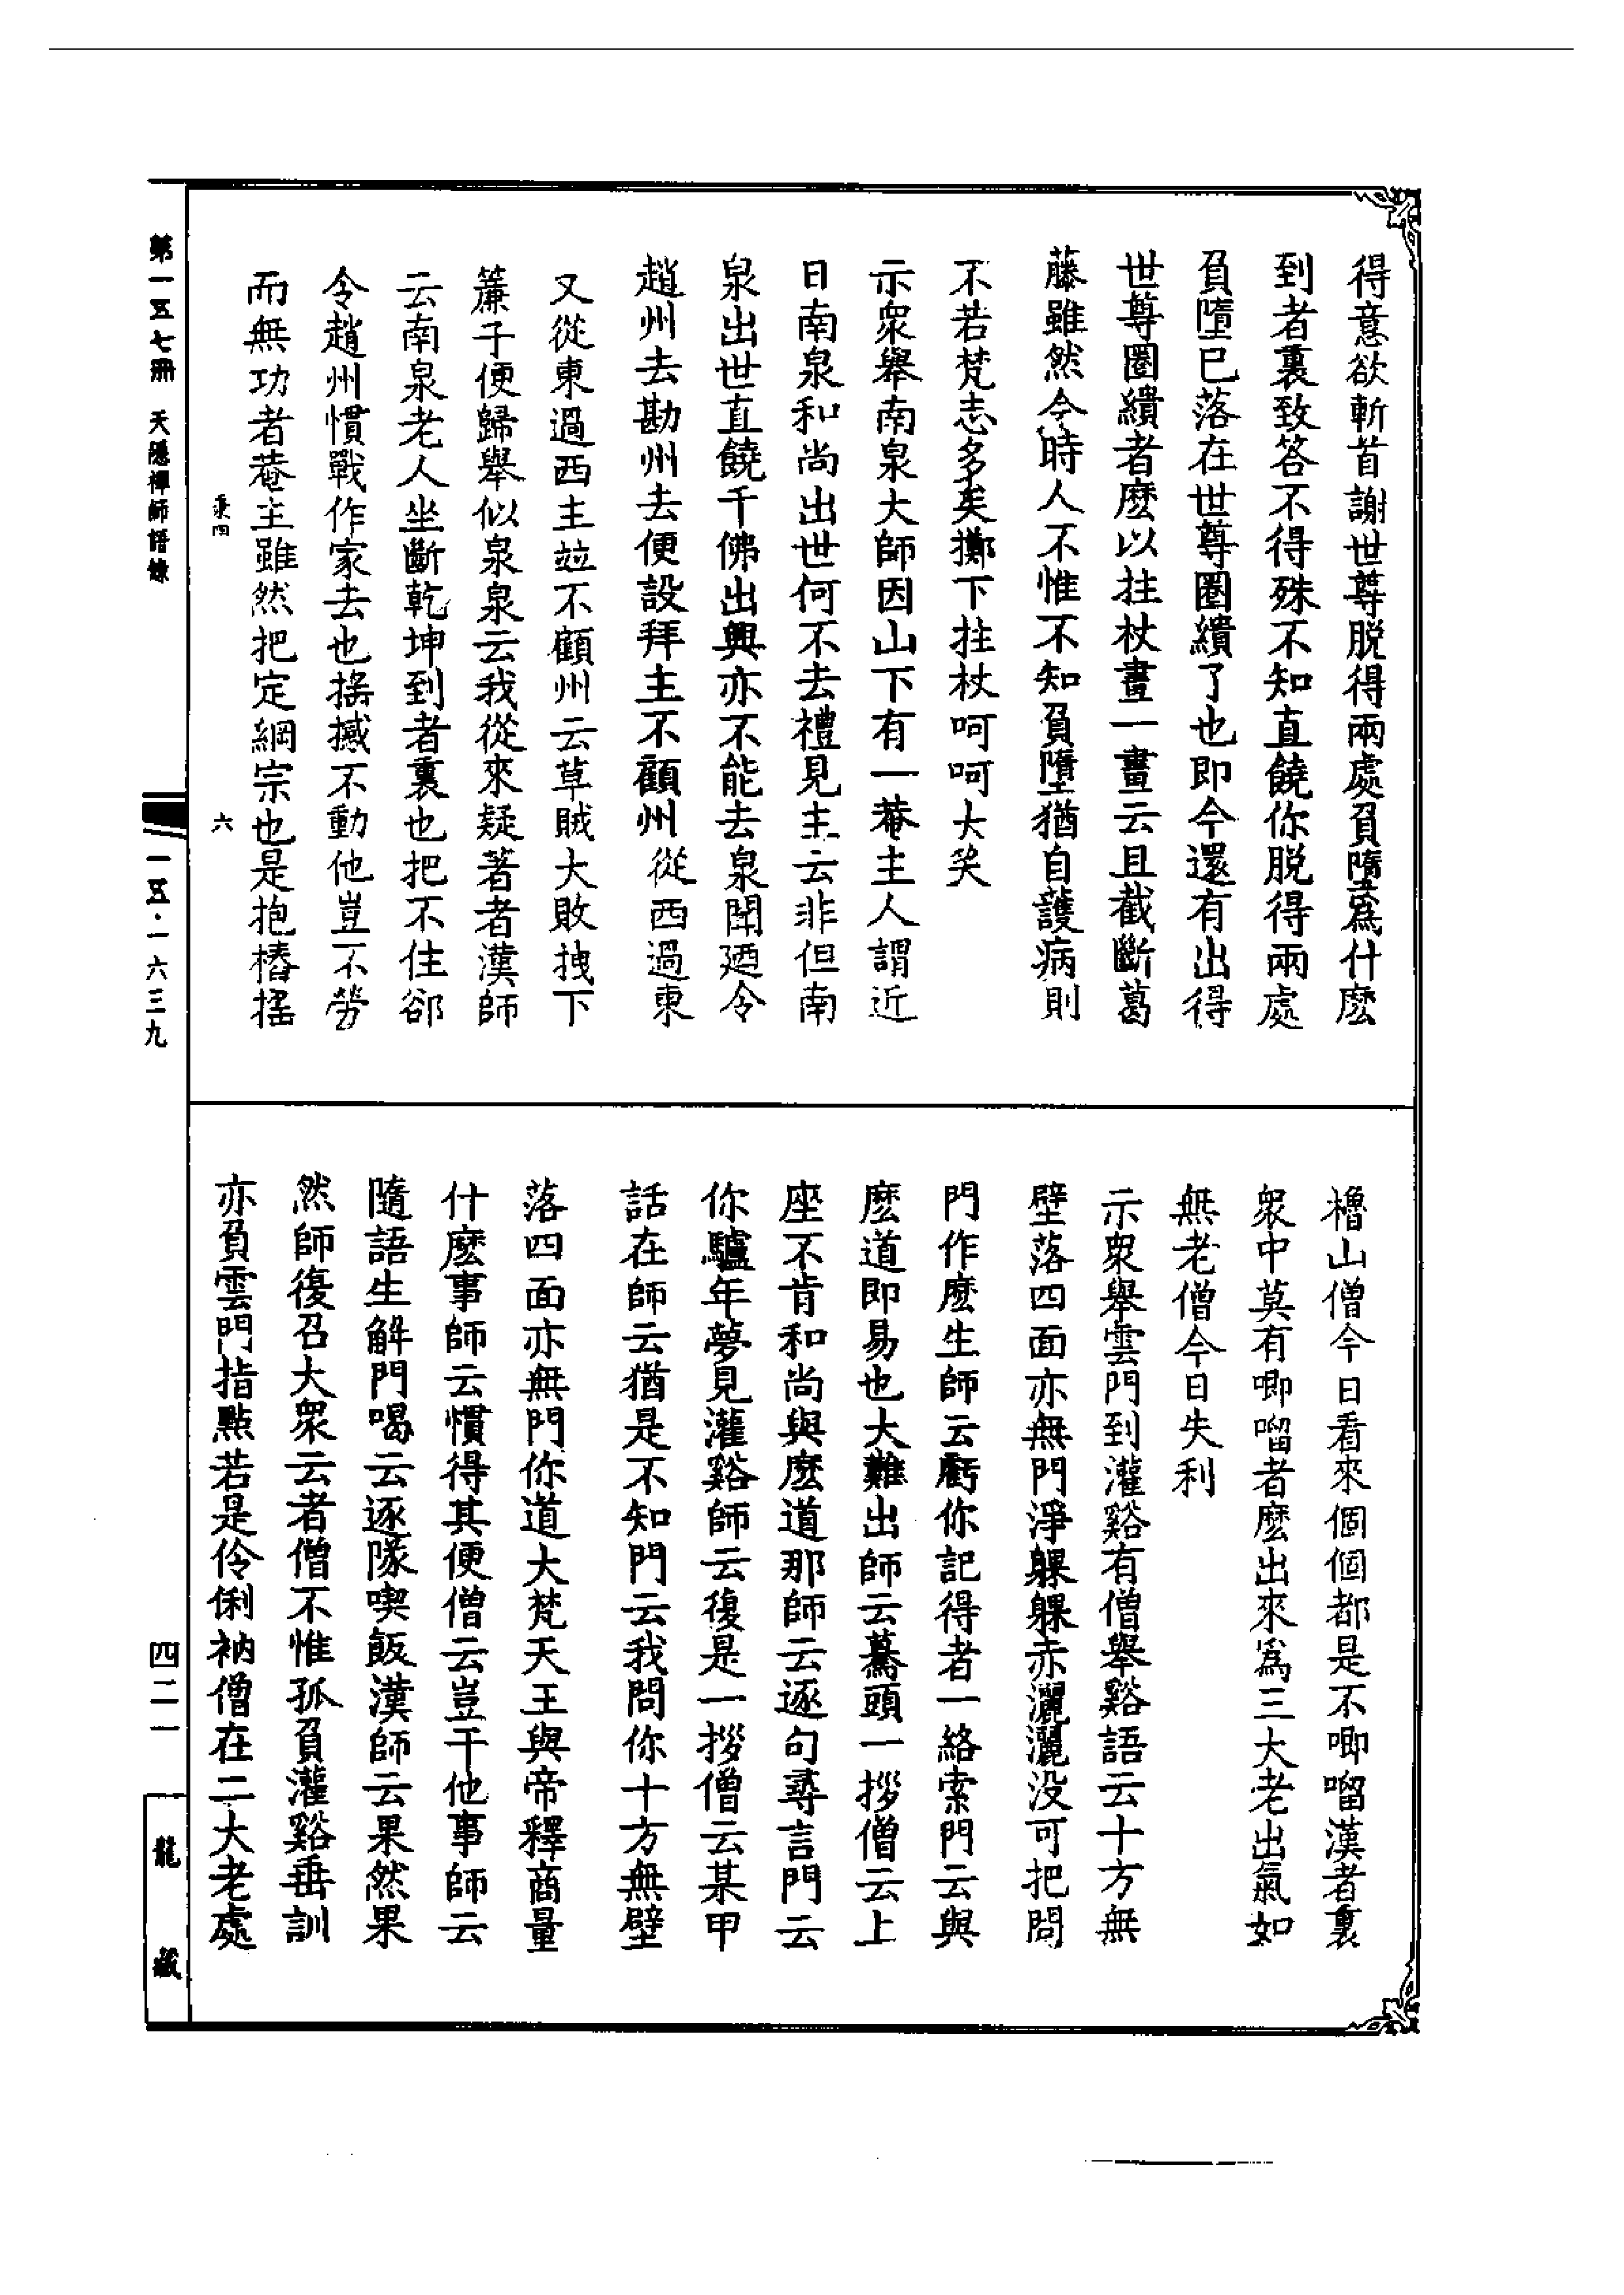 得意欲斬首謝世尊脱得兩處負墮爲什麽
到者裏致答不得殊不知直饒你脱得兩處
負墮已落在世尊圈繢了也即今還有出得
世尊圈繢者麽以拄杖畫一畫云且截斷葛
藤雖然今時人不惟不知負墮猶自護病則
不若梵志多矣擲下拄杖呵呵大笑
示衆舉南泉大師因山下有一菴主人謂近
日南泉和尚出世何不去禮見主云非但南
泉出世直饒千佛出興亦不能去泉聞廼令
趙州去勘州去便設拜主不顧州從西過東
又從東過西主竝不顧州云草賊大敗拽下
簾子便歸舉似泉泉云我從來疑著者漢師
云南泉老人坐斷乾坤到者裏也把不住郤
令趙州慣戰作家去也搖撼不動他豈不勞
而無功者菴主雖然把定綱宗也是抱樁搖
六
櫓山僧今日看來個個都是不唧㗜漢者裏
衆中莫有唧㗜者麽出來爲三大老出氣如
無老僧今日失利
示衆舉雲門到灌谿有僧舉谿語云十方無
壁落四面亦無門淨躶躶赤灑灑没可把問
門作麽生師云虧你記得者一絡索門云與
麽道即易也大難出師云驀頭一拶僧云上
座不肯和尚與麽道那師云逐句尋言門云
你驢年夢見灌谿師云復是一拶僧云某甲
話在師云猶是不知門云我問你十方無壁
落四面亦無門你道大梵天王與帝釋商量
什麽事師云慣得其便僧云豈干他事師云
隨語生解門喝云逐隊喫飯漢師云果然果
然師復召大衆云者僧不惟孤負灌谿垂訓
亦負雲門指點若是伶俐衲僧在二大老處
第一五七冊 天隱禪師語錄
一五·一六三九
四二一
龍藏